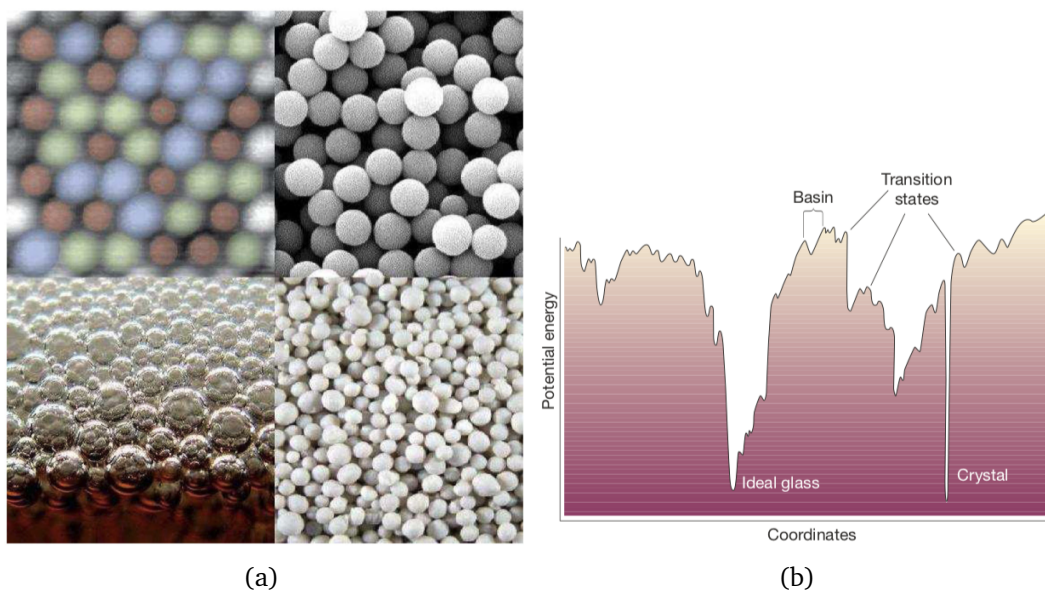 Transition
states
Basin
Potential energy
Ideal glass
Crystal
Coordinates
(a)
(b)